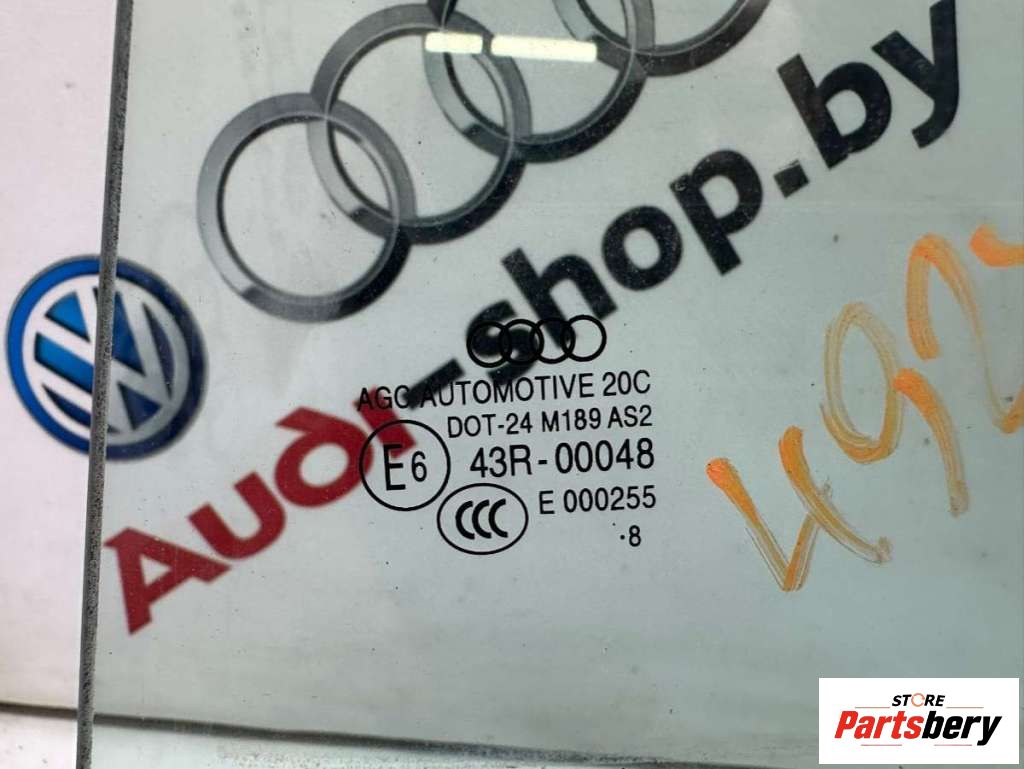 Audi-shop.by
AGC AUTOMOTIVE 20C
DOT-24 M189 AS2
E6 43R-00048
CCC E 000255
.8
STORE
Partsbery